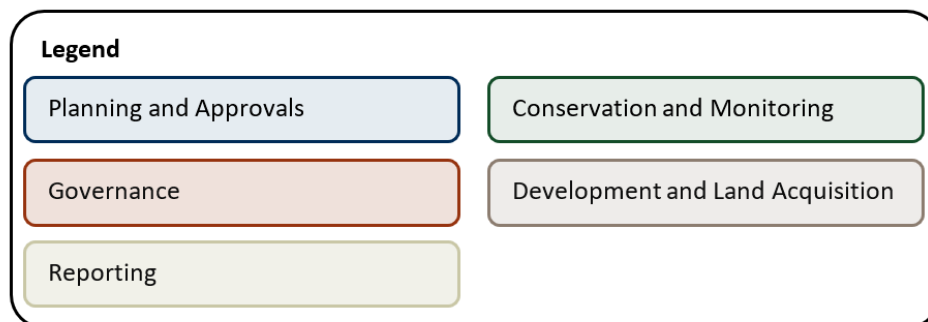 Legend
Planning and Approvals
Conservation and Monitoring
Governance
Development and Land Acquisition
Reporting